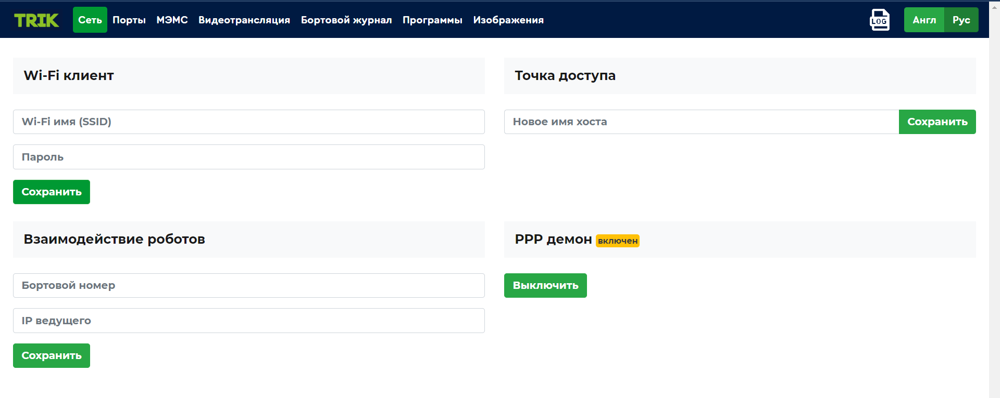 TRIK Сеть Порты МЭМС Видеотрансляция Бортовой журнал Программы Изображения LOG Англ Рус
Wi-Fi клиент
Wi-Fi имя (SSID)
Пароль
Сохранить
Точка доступа
Новое имя хоста Сохранить
Взаимодействие роботов
Бортовой номер
IP ведущего
Сохранить
PPP демон включен
Выключить